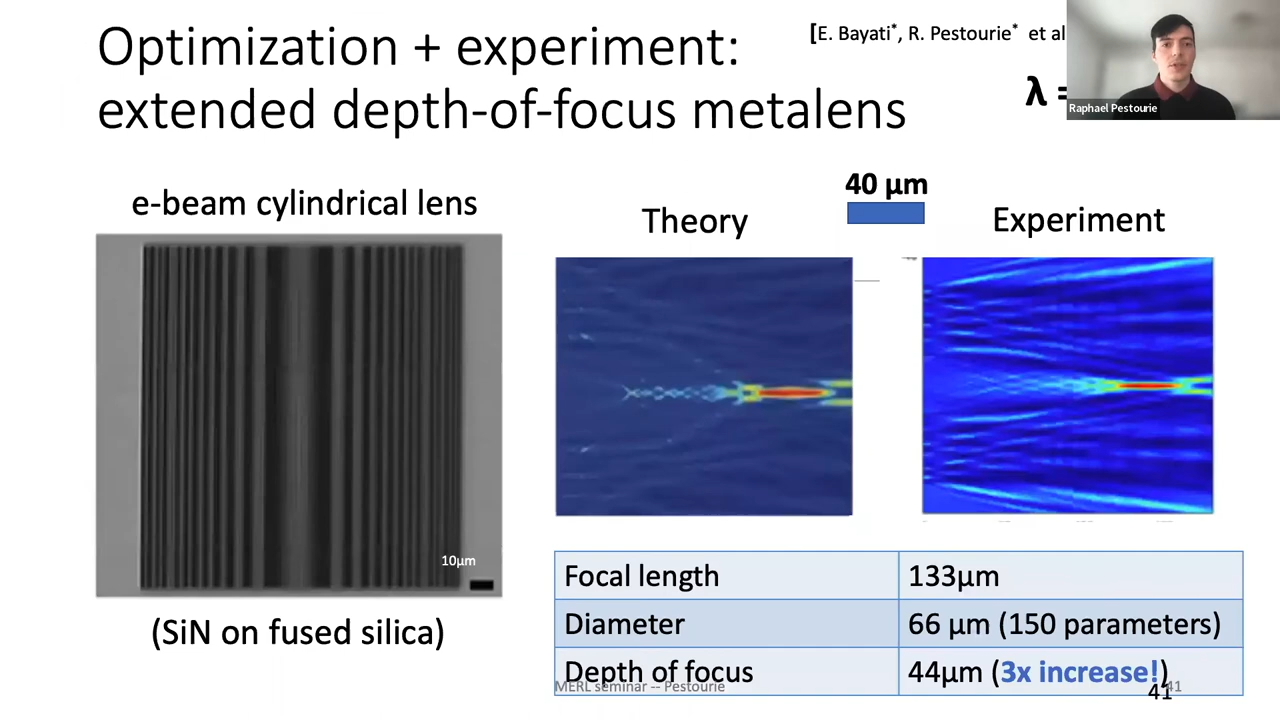 Optimization + experiment:
extended depth-of-focus metalens
[E. Bayati*, R. Pestourie* et al
λ =
Raphael Pestourie
e-beam cylindrical lens
10μm
(SiN on fused silica)
Theory
40 μm
Experiment
Focal length 133μm
Diameter 66 μm (150 parameters)
Depth of focus 44μm (3x increase!)
MERL seminar -- Pestourie
41
41